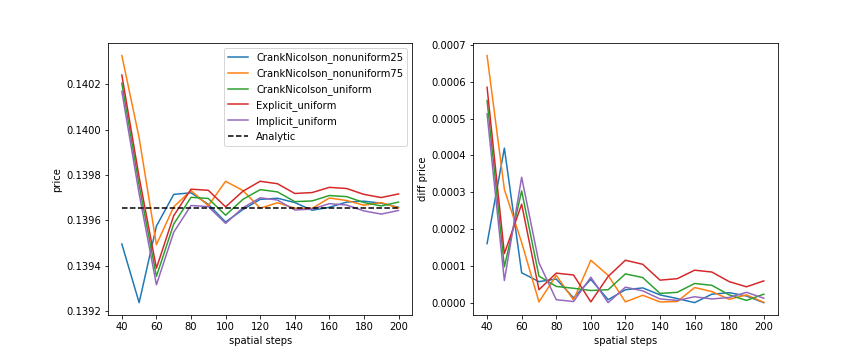 price
0.1402
0.1400
0.1398
0.1396
0.1394
0.1392
CrankNicolson_nonuniform25
CrankNicolson_nonuniform75
CrankNicolson_uniform
Explicit_uniform
Implicit_uniform
Analytic
40 60 80 100 120 140 160 180 200
spatial steps
diff price
0.0007
0.0006
0.0005
0.0004
0.0003
0.0002
0.0001
0.0000
40 60 80 100 120 140 160 180 200
spatial steps